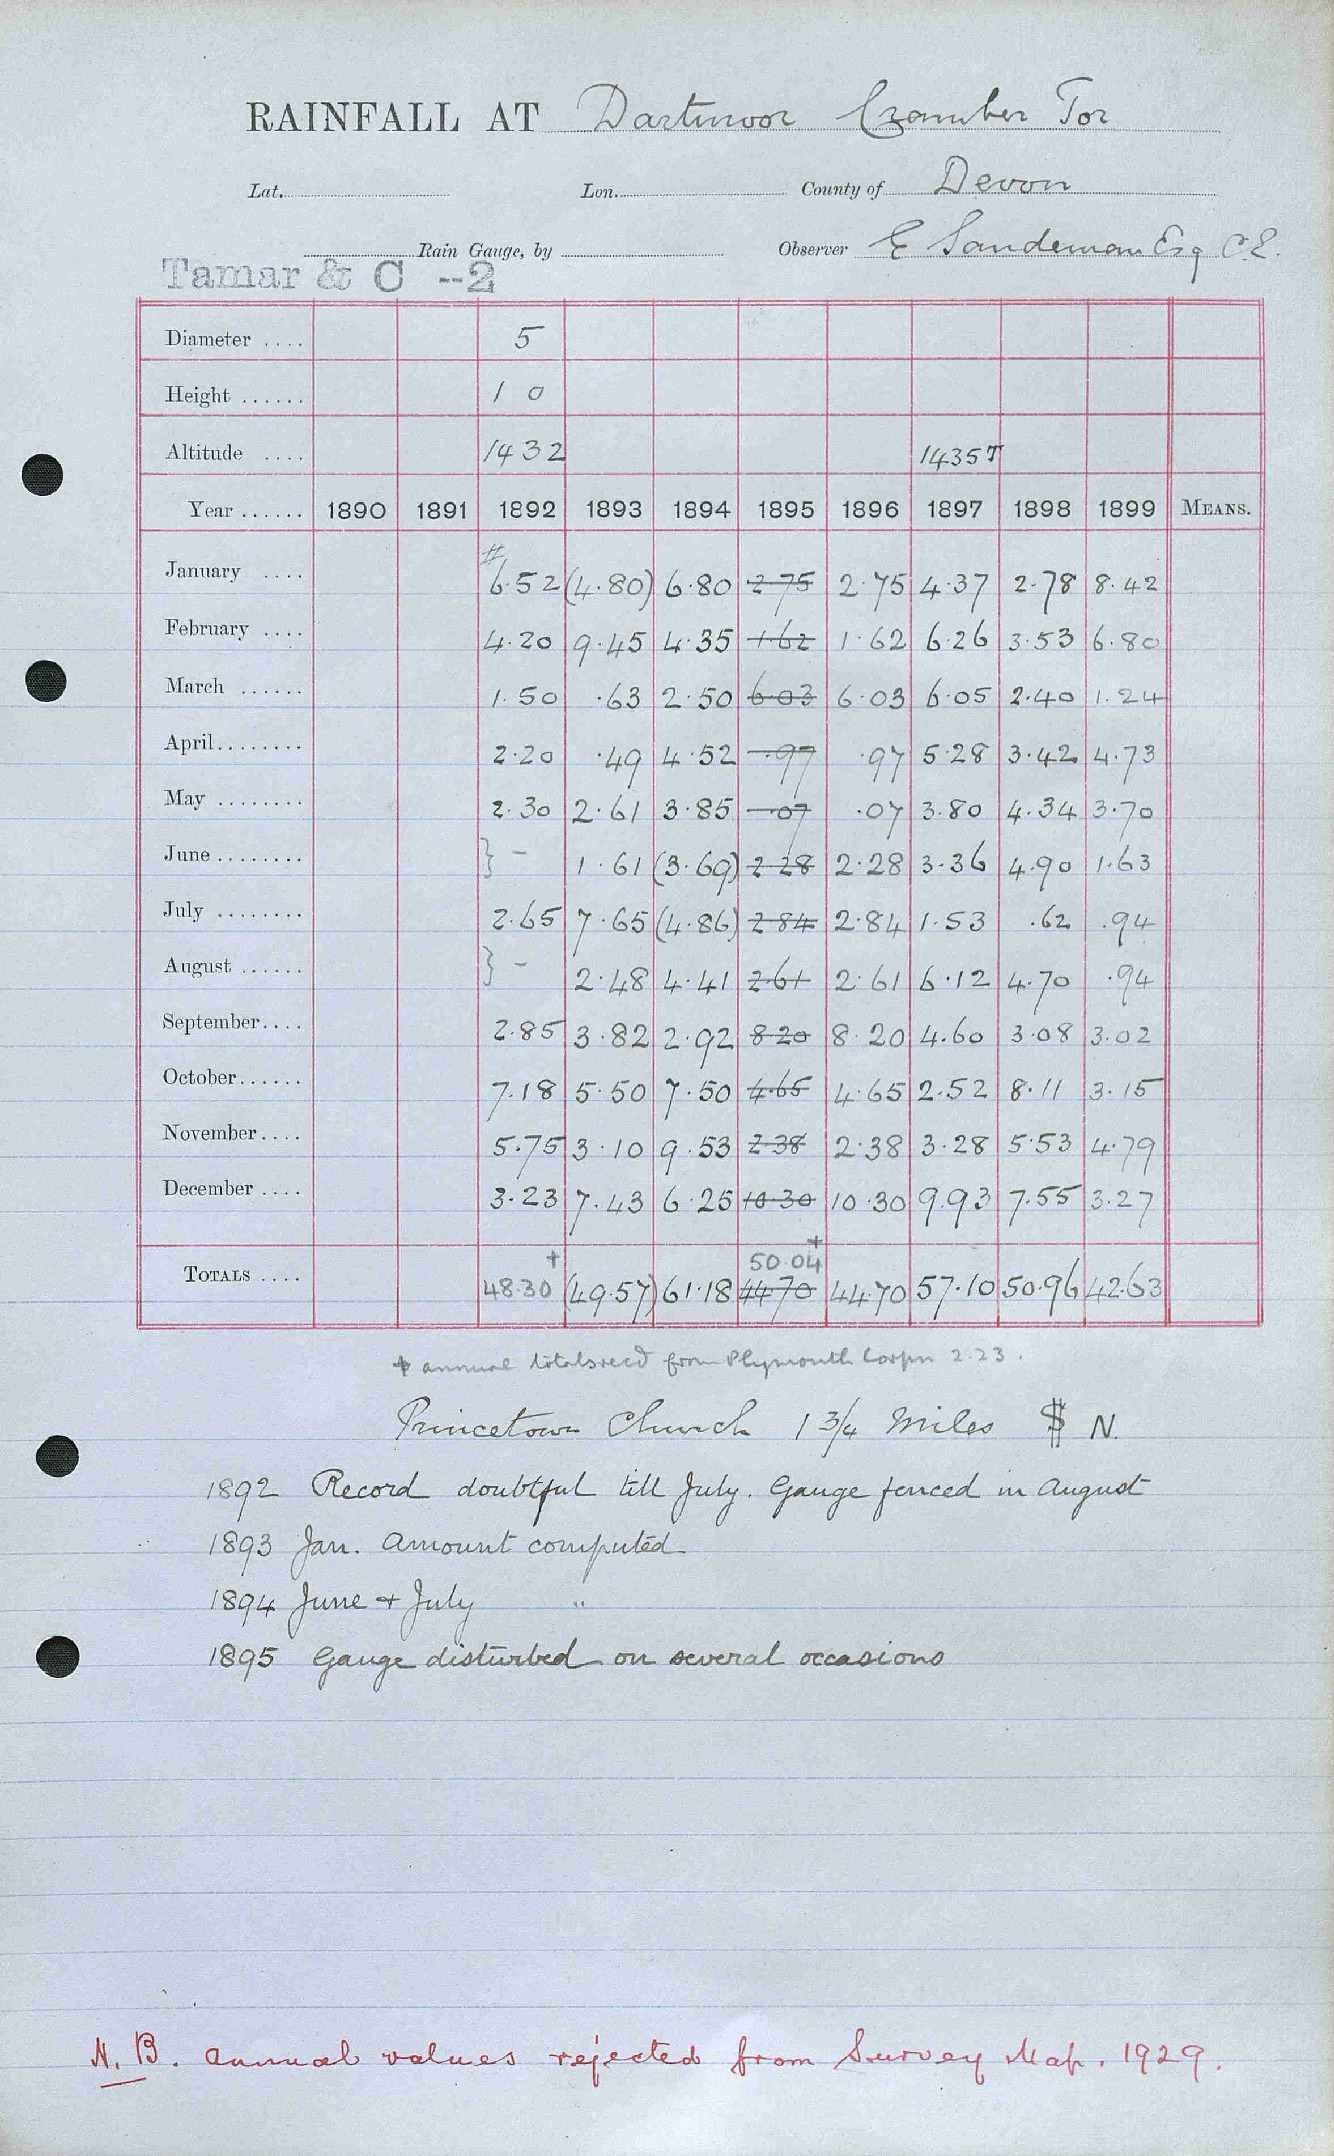 RAINFALL AT Dartmoor Cramber Tor
Lat. Lon. County of Devon
Rain Gauge, by Observer E Sandeman Esq C.E.
Tamar & C --2
Diameter .... 5
Height ...... 1 0
Altitude .... 1432 1435T
Year ...... 1890 1891 1892 1893 1894 1895 1896 1897 1898 1899 MEANS.
#
January .... 6.52 (4.80) 6.80 2.75 2.75 4.37 2.78 8.42
February .... 4.20 9.45 4.35 1.62 1.62 6.26 3.53 6.80
March ...... 1.50 .63 2.50 6.03 6.03 6.05 2.40 1.24
April........ 2.20 .49 4.52 .97 .97 5.28 3.42 4.73
May ........ 2.30 2.61 3.85 .07 .07 3.80 4.34 3.70
June ........ } - 1.61 (3.69) 2.28 2.28 3.36 4.90 1.63
July ........ 2.65 7.65 (4.86) 2.84 2.84 1.53 .62 .94
August ...... } - 2.48 4.41 2.61 2.61 6.12 4.70 .94
September.... 2.85 3.82 2.92 8.20 8.20 4.60 3.08 3.02
October...... 7.18 5.50 7.50 4.65 4.65 2.52 8.11 3.15
November.... 5.75 3.10 9.53 2.38 2.38 3.28 5.53 4.79
December .... 3.23 7.43 6.25 10.30 10.30 9.93 7.55 3.27
† 50.04 †
TOTALS .... 48.30 (49.57) 61.18 44.70 44.70 57.10 50.96 42.63
† annual totals recd from Plymouth Corpn 2.23.
Princetown Church 1 3/4 Miles S N.
1892 Record doubtful till July. Gauge fenced in August
1893 Jan. Amount computed
1894 June + July "
1895 Gauge disturbed on several occasions
N.B. annual values rejected from Survey Map. 1929.